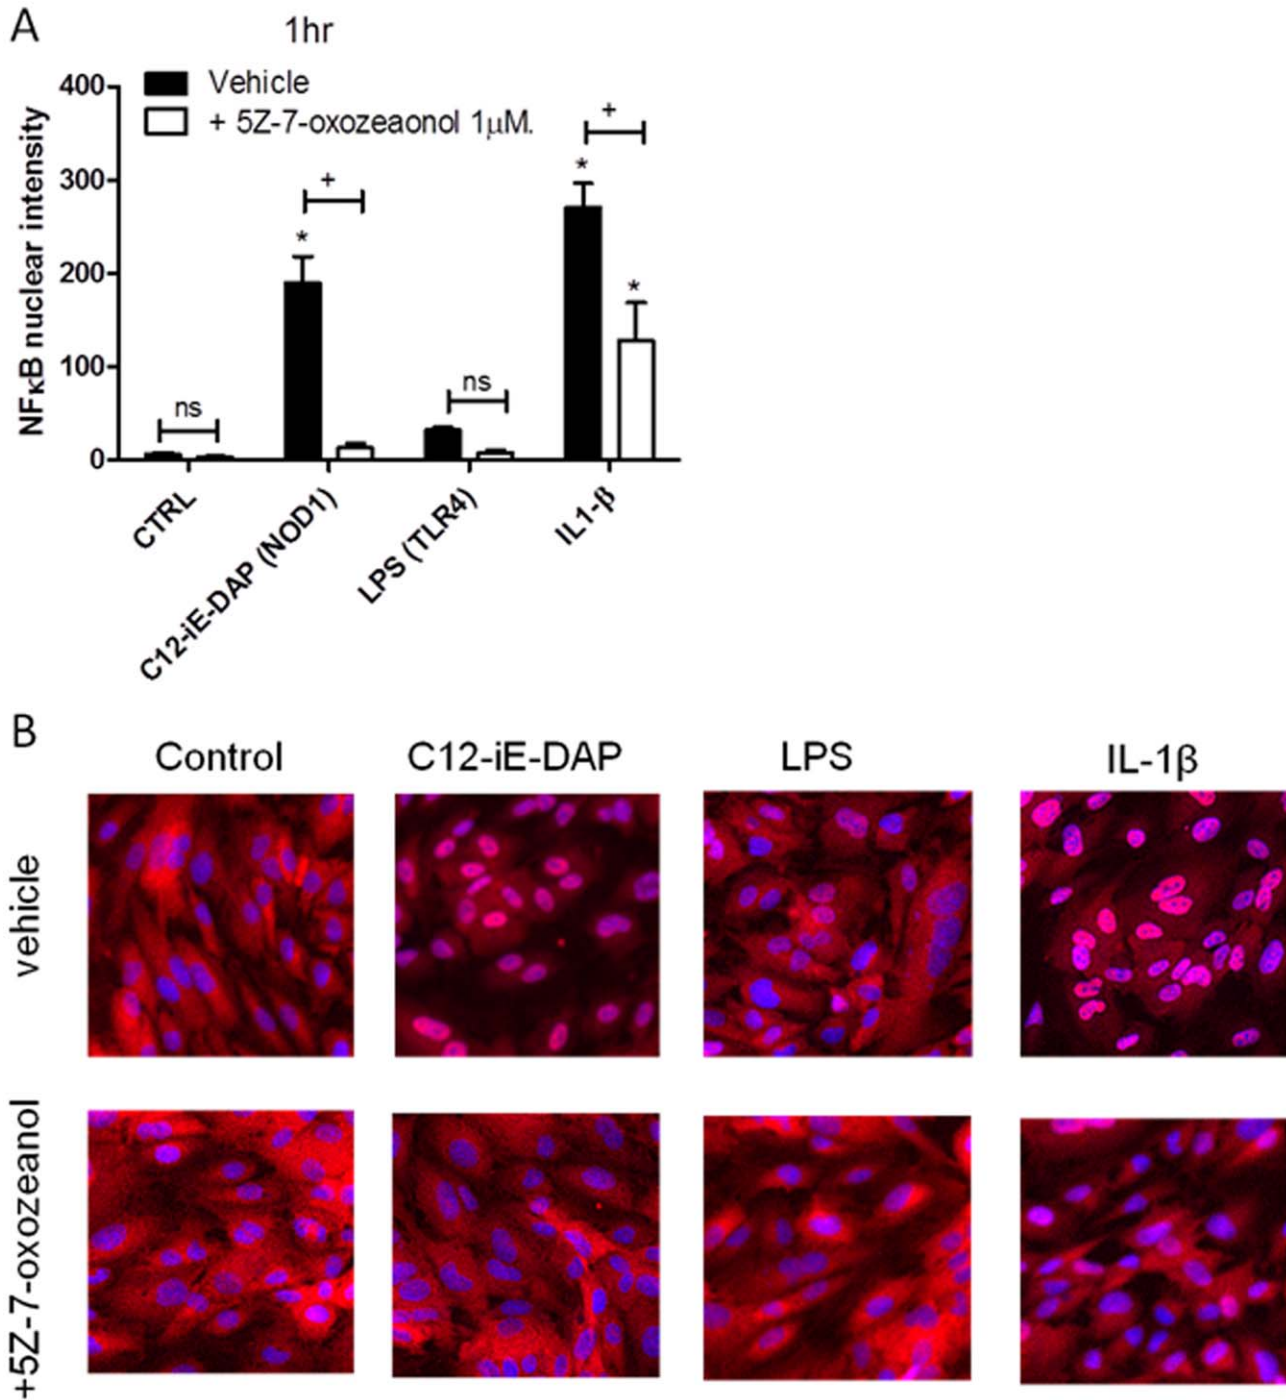 A
1hr
Vehicle
+ 5Z-7-oxozeaonol 1μM.
NFκB nuclear intensity
400
300
200
100
0
ns
+
*
ns
+
*
*
CTRL
C12-iE-DAP (NOD1)
LPS (TLR4)
IL1-β
B
Control
C12-iE-DAP
LPS
IL-1β
vehicle
+5Z-7-oxozeanol